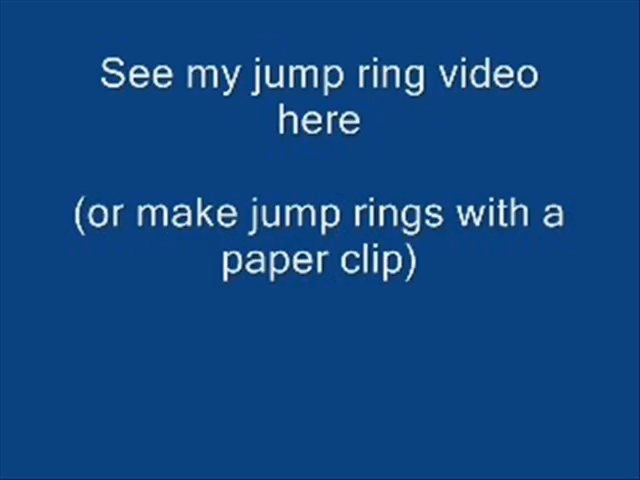 See my jump ring video
here
(or make jump rings with a
paper clip)